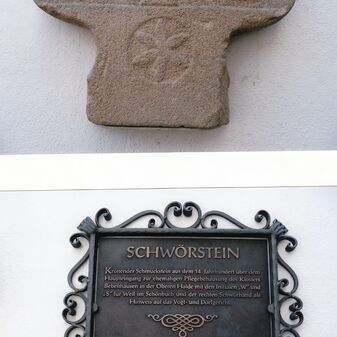 SCHWÖRSTEIN
Krönender Schmuckstein aus dem 14. Jahrhundert über dem
Haupteingang zur ehemaligen Pflegebehausung des Klosters
Bebenhausen in der Oberen Halde mit den Initialen „W" und
„S" für Weil im Schönbuch und der rechten Schwurhand als
Hinweis auf das Vogt- und Dorfgericht.